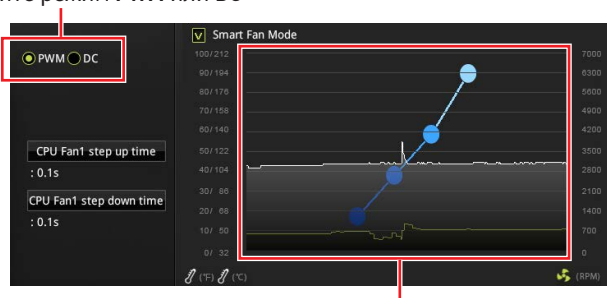 PWM DC
CPU Fan1 step up time
: 0.1s
CPU Fan1 step down time
: 0.1s
Smart Fan Mode
100/212 7000
90/194 6300
80/176 5600
70/158 4900
60/140 4200
50/122 3500
40/104 2800
30/ 86 2100
20/ 68 1400
10/ 50 700
0/ 32 0
(°F) (°C) (RPM)